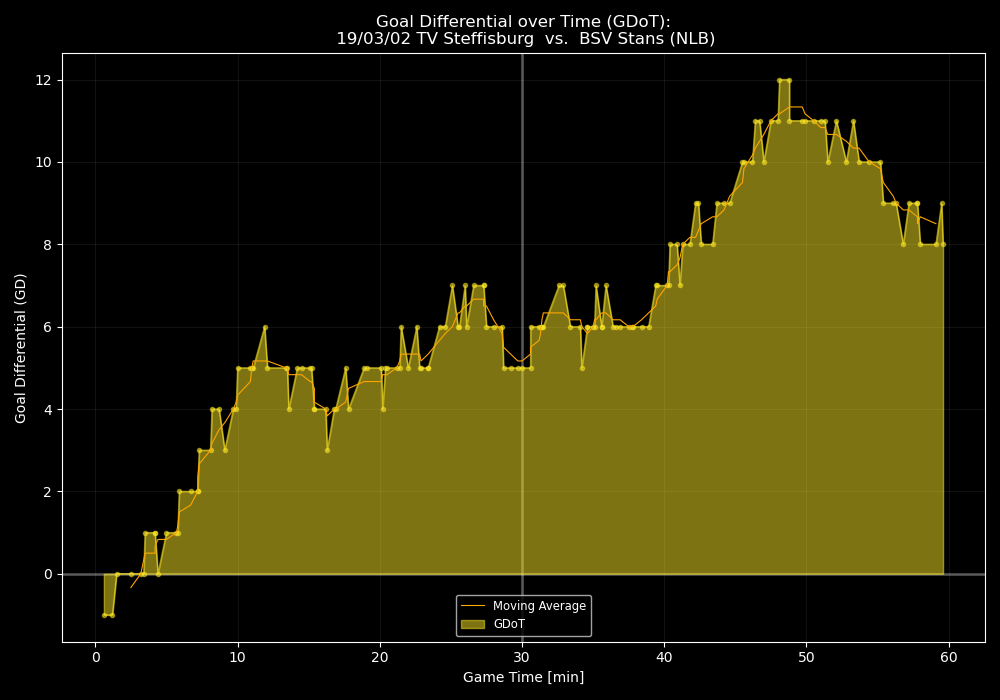 Goal Differential over Time (GDoT):
19/03/02 TV Steffisburg  vs.  BSV Stans (NLB)
Goal Differential (GD)
12
10
8
6
4
2
0
0 10 20 30 40 50 60
Game Time [min]
Moving Average
GDoT